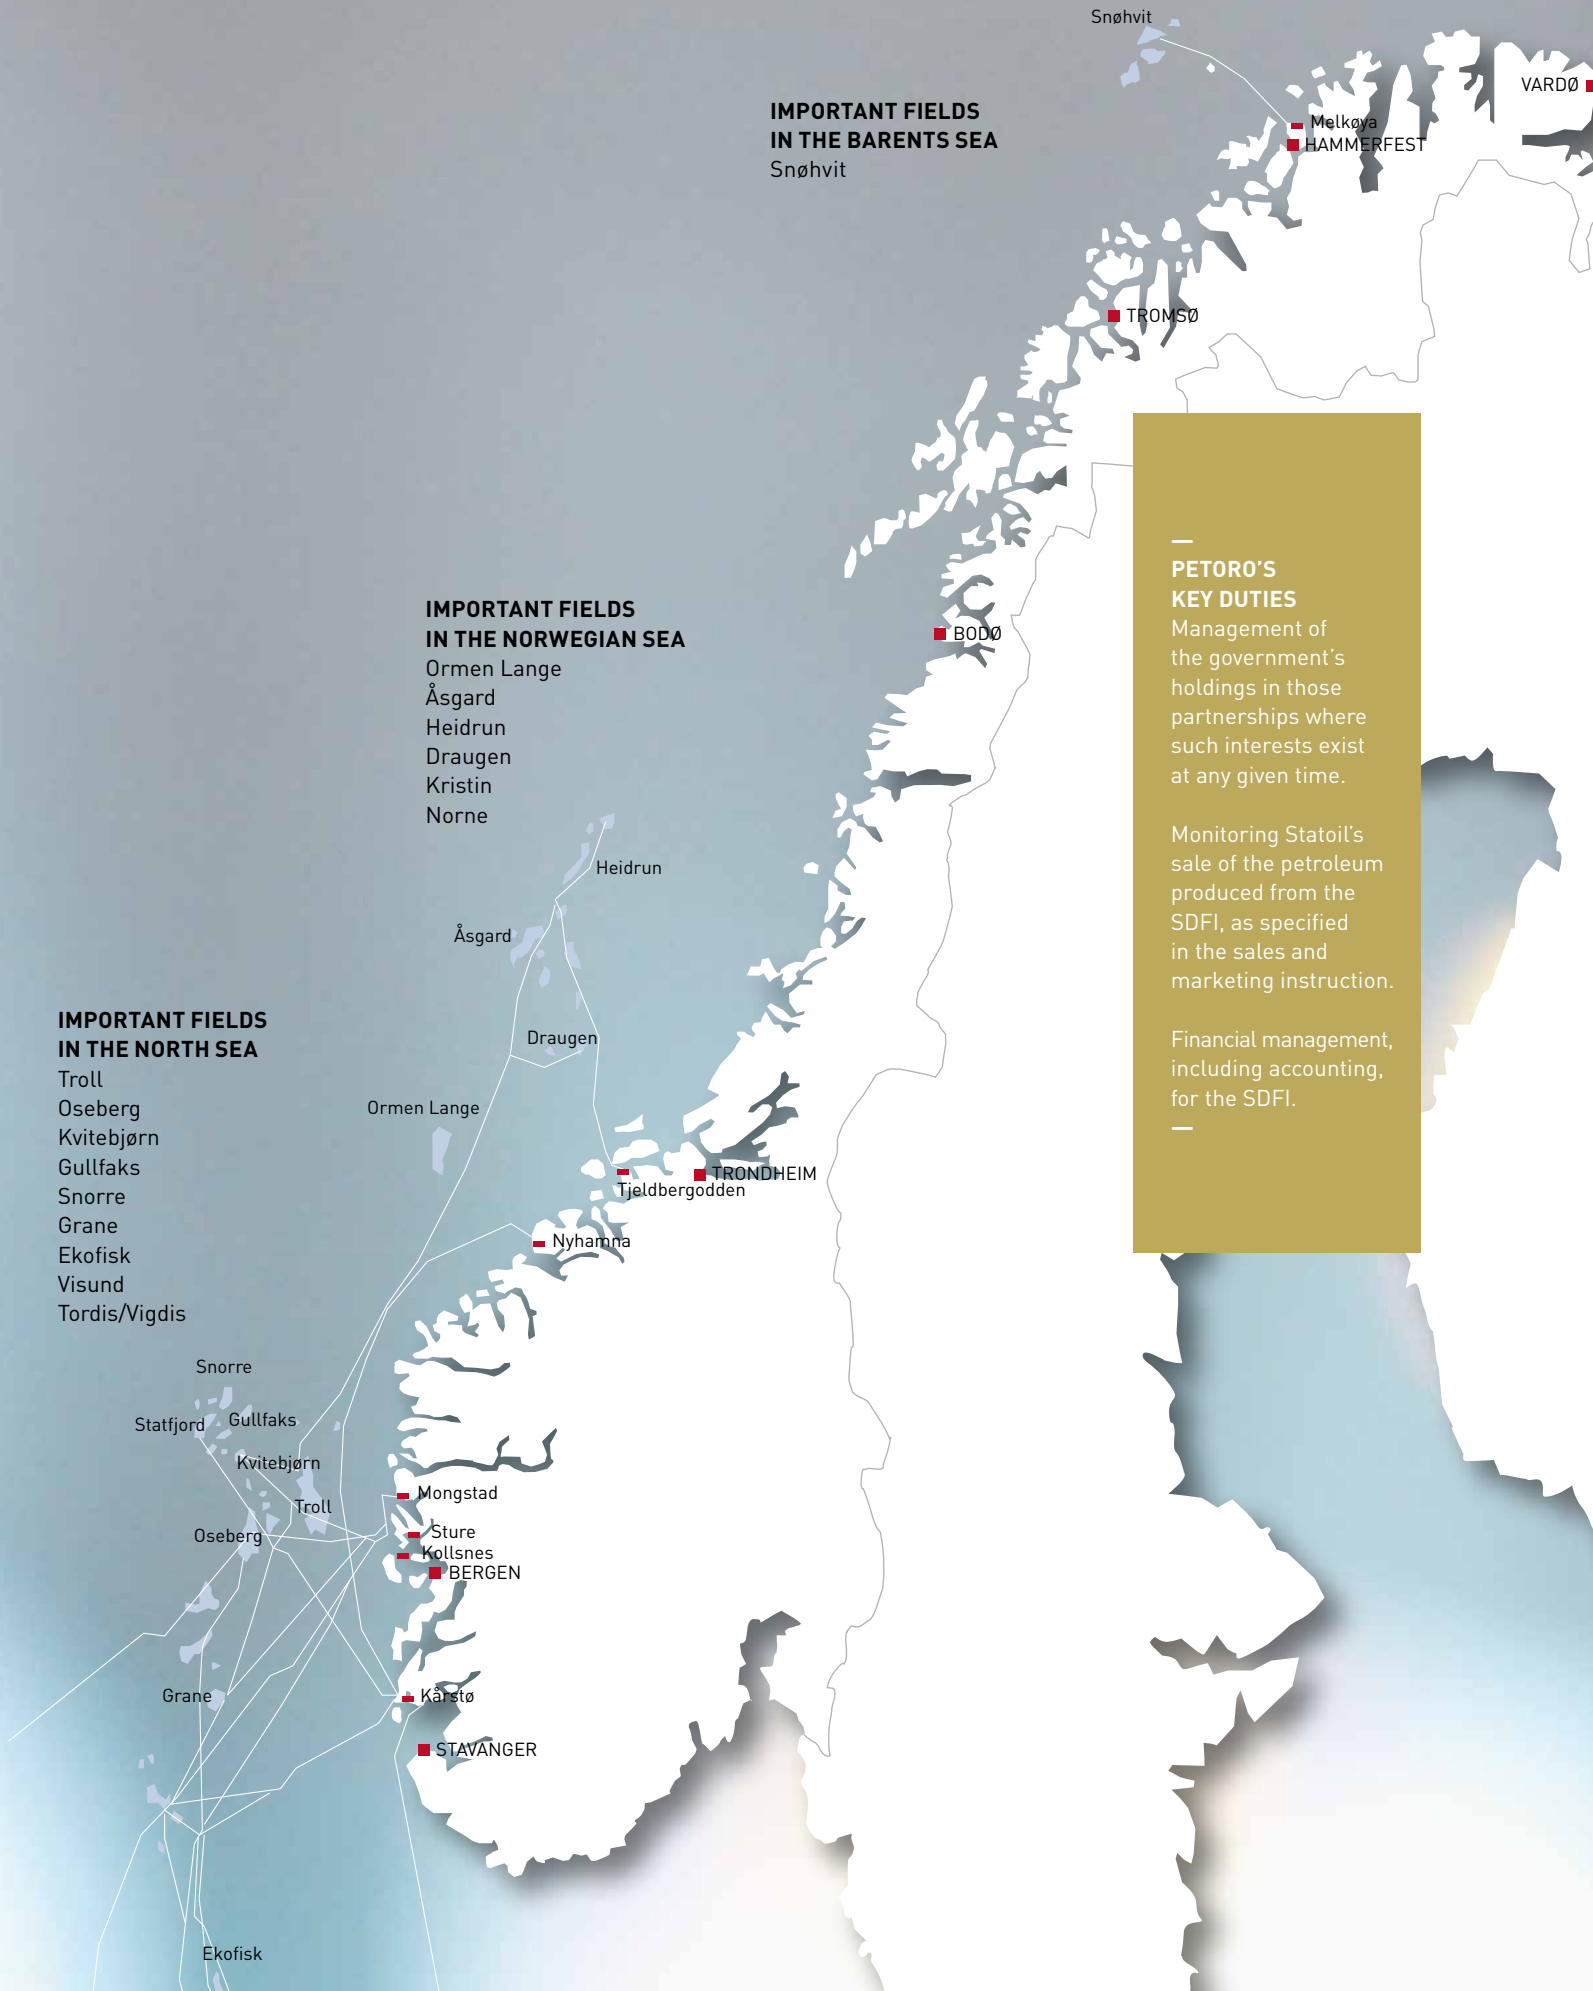 Snøhvit
VARDØ
IMPORTANT FIELDS
IN THE BARENTS SEA
Snøhvit
Melkøya
HAMMERFEST
TROMSØ
IMPORTANT FIELDS
IN THE NORWEGIAN SEA
Ormen Lange
Åsgard
Heidrun
Draugen
Kristin
Norne
BODØ
—
PETORO’S
KEY DUTIES
Management of
the government’s
holdings in those
partnerships where
such interests exist
at any given time.
Monitoring Statoil’s
sale of the petroleum
produced from the
SDFI, as specified
in the sales and
marketing instruction.
Financial management,
including accounting,
for the SDFI.
—
Heidrun
Åsgard
Draugen
Ormen Lange
IMPORTANT FIELDS
IN THE NORTH SEA
Troll
Oseberg
Kvitebjørn
Gullfaks
Snorre
Grane
Ekofisk
Visund
Tordis/Vigdis
TRONDHEIM
Tjeldbergodden
Nyhamna
Snorre
Statfjord
Gullfaks
Kvitebjørn
Troll
Oseberg
Mongstad
Sture
Kollsnes
BERGEN
Grane
Kårstø
STAVANGER
Ekofisk